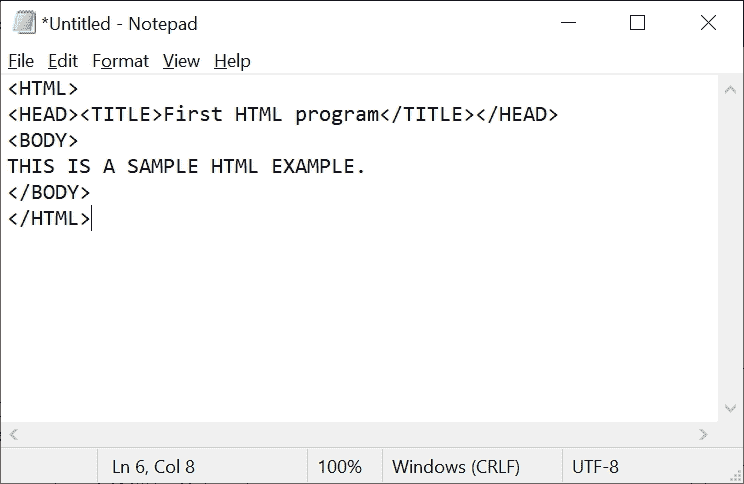 *Untitled - Notepad
File Edit Format View Help
<HTML>
<HEAD><TITLE>First HTML program</TITLE></HEAD>
<BODY>
THIS IS A SAMPLE HTML EXAMPLE.
</BODY>
</HTML>
Ln 6, Col 8 100% Windows (CRLF) UTF-8